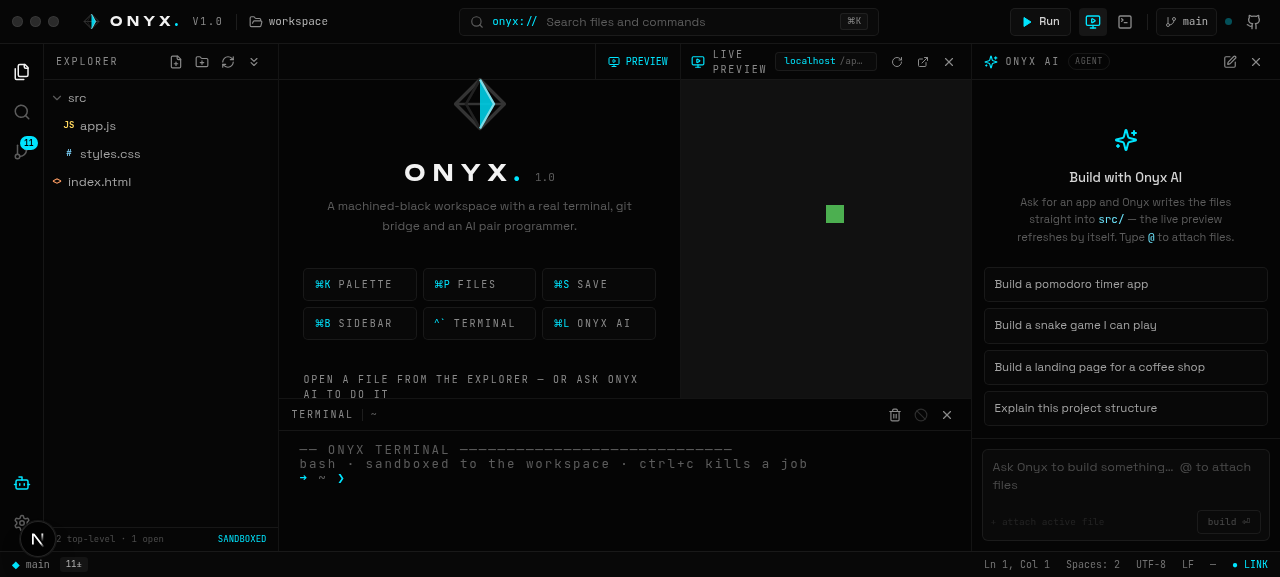 ONYX. V1.0 workspace onyx:// Search files and commands ⌘K Run main
EXPLORER
src
JS app.js
# styles.css
<> index.html
11
2 top-level · 1 open SANDBOXED
PREVIEW
ONYX. 1.0
A machined-black workspace with a real terminal, git
bridge and an AI pair programmer.
⌘K PALETTE ⌘P FILES ⌘S SAVE
⌘B SIDEBAR ^` TERMINAL ⌘L ONYX AI
OPEN A FILE FROM THE EXPLORER — OR ASK ONYX
AI TO DO IT
LIVE
PREVIEW
localhost /ap…
TERMINAL ~
—— ONYX TERMINAL —————————————————————————————
bash · sandboxed to the workspace · ctrl+c kills a job
➜ ~ ❯
ONYX AI AGENT
Build with Onyx AI
Ask for an app and Onyx writes the files
straight into src/ — the live preview
refreshes by itself. Type @ to attach files.
Build a pomodoro timer app
Build a snake game I can play
Build a landing page for a coffee shop
Explain this project structure
Ask Onyx to build something… @ to attach
files
attach active file build ⏎
N
◆ main 11± Ln 1, Col 1 Spaces: 2 UTF-8 LF — ● LINK